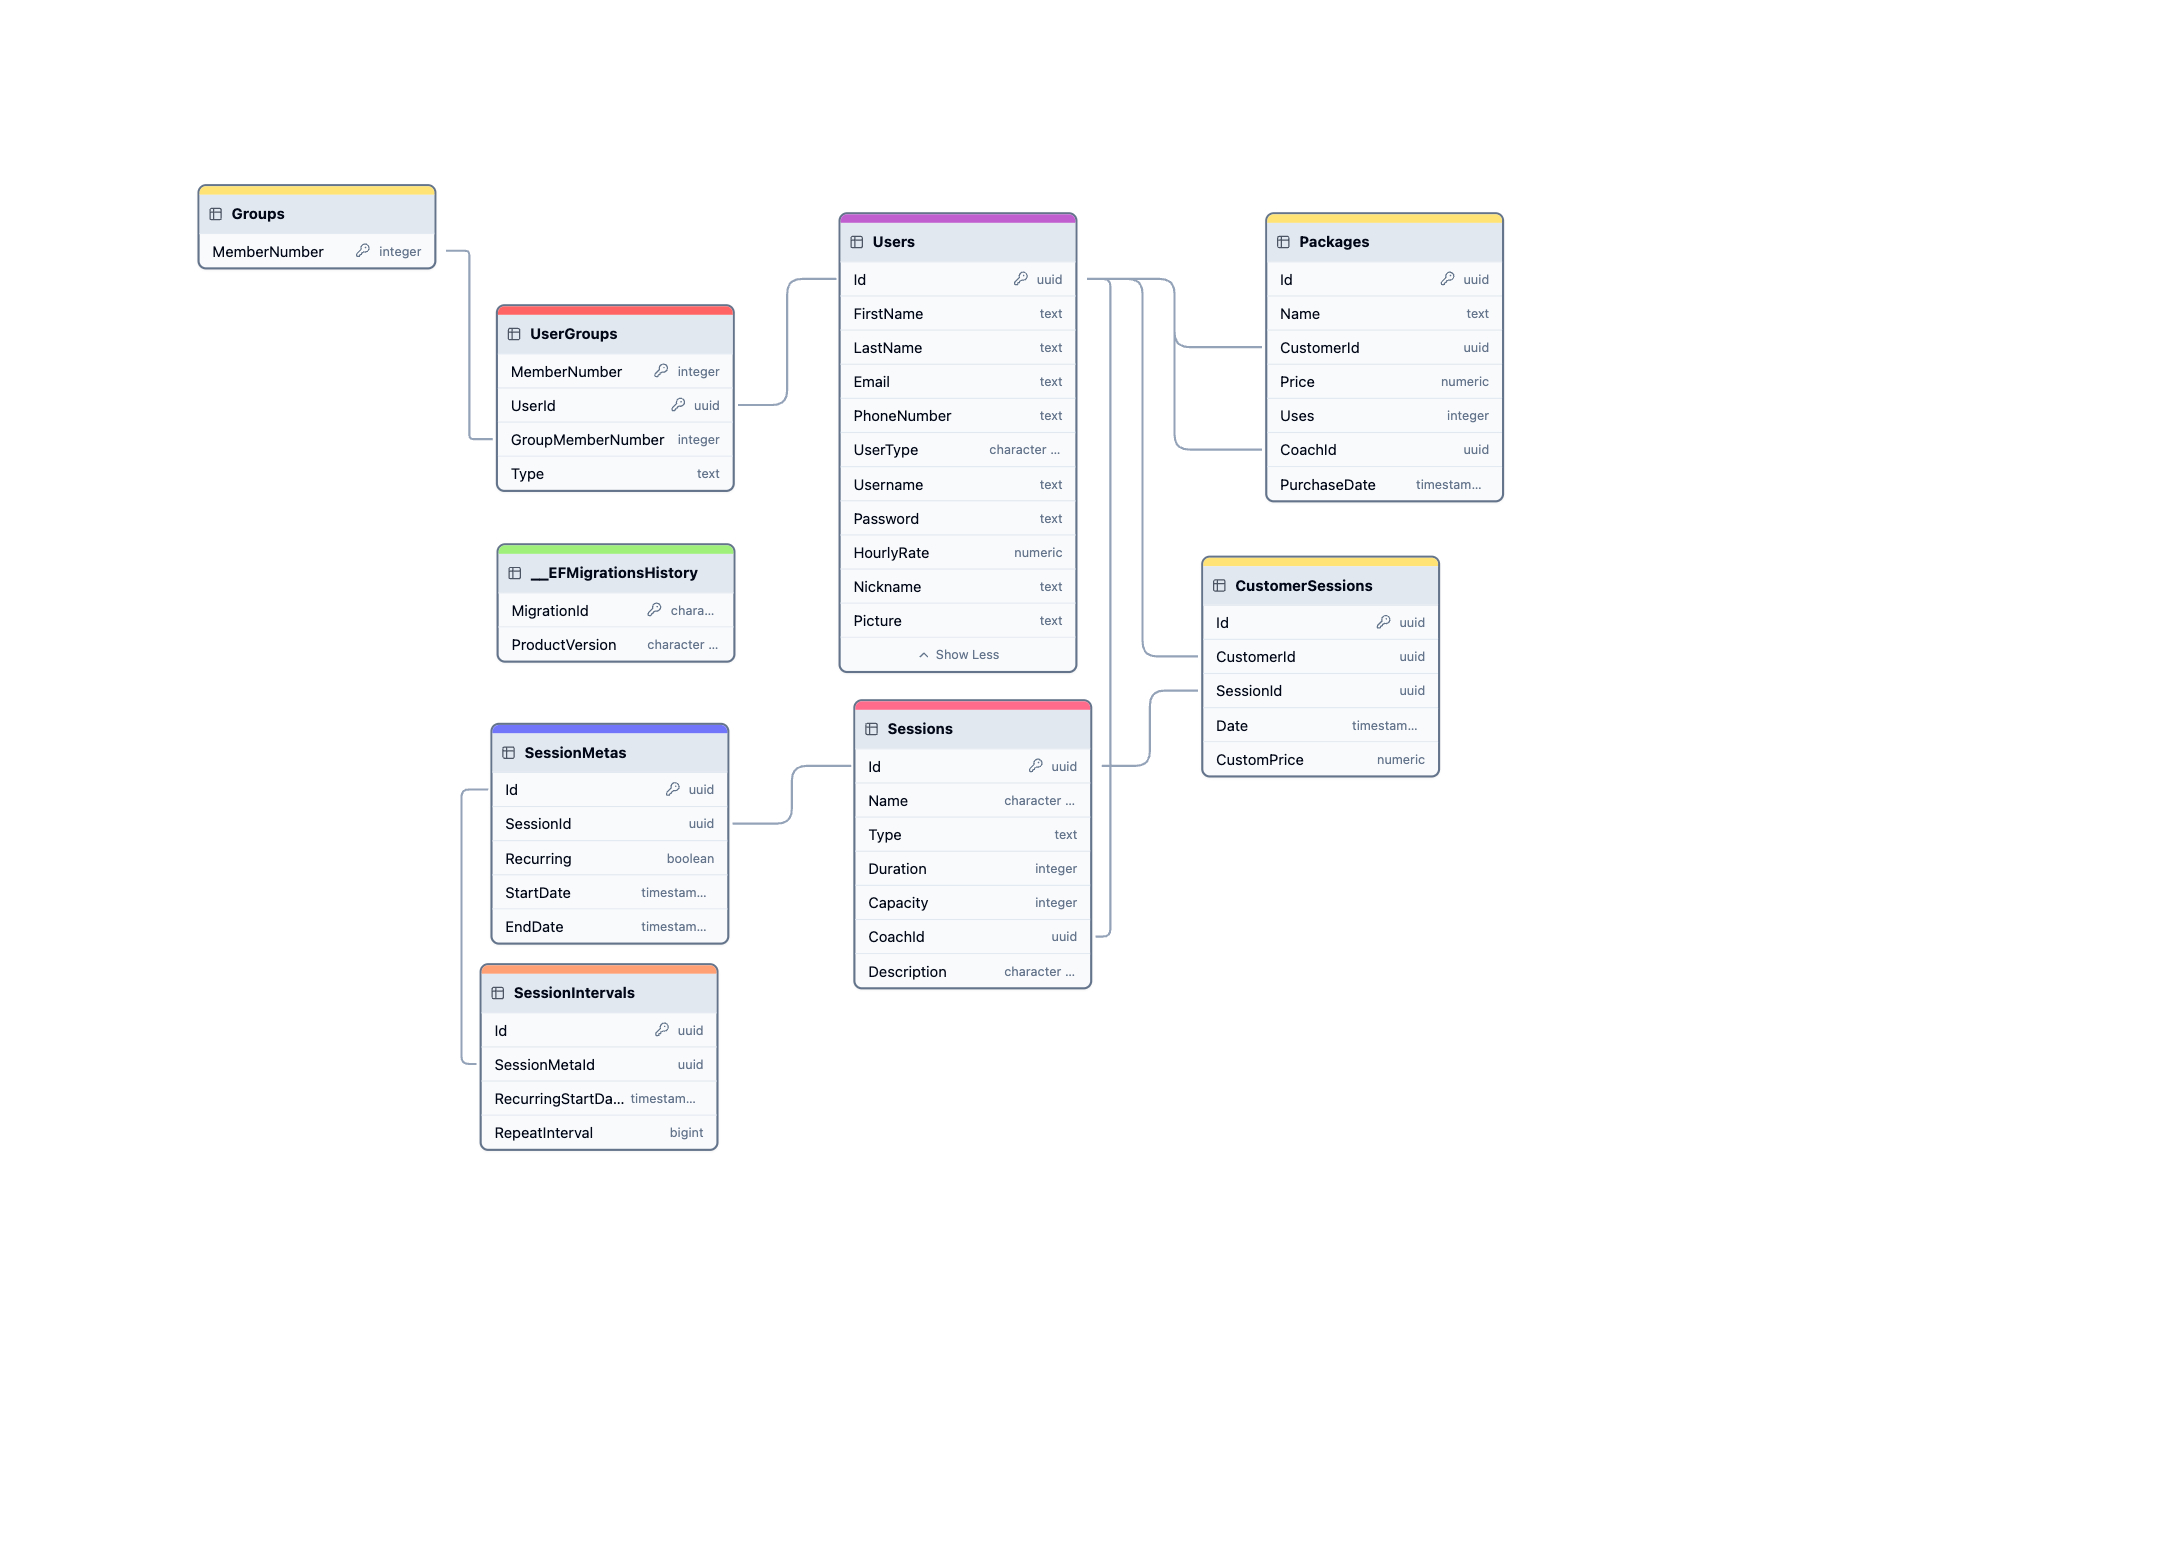 Groups
MemberNumber integer
UserGroups
MemberNumber integer
UserId uuid
GroupMemberNumber integer
Type text
__EFMigrationsHistory
MigrationId chara...
ProductVersion character ...
SessionMetas
Id uuid
SessionId uuid
Recurring boolean
StartDate timestam...
EndDate timestam...
SessionIntervals
Id uuid
SessionMetaId uuid
RecurringStartDa... timestam...
RepeatInterval bigint
Users
Id uuid
FirstName text
LastName text
Email text
PhoneNumber text
UserType character ...
Username text
Password text
HourlyRate numeric
Nickname text
Picture text
Show Less
Sessions
Id uuid
Name character ...
Type text
Duration integer
Capacity integer
CoachId uuid
Description character ...
Packages
Id uuid
Name text
CustomerId uuid
Price numeric
Uses integer
CoachId uuid
PurchaseDate timestam...
CustomerSessions
Id uuid
CustomerId uuid
SessionId uuid
Date timestam...
CustomPrice numeric